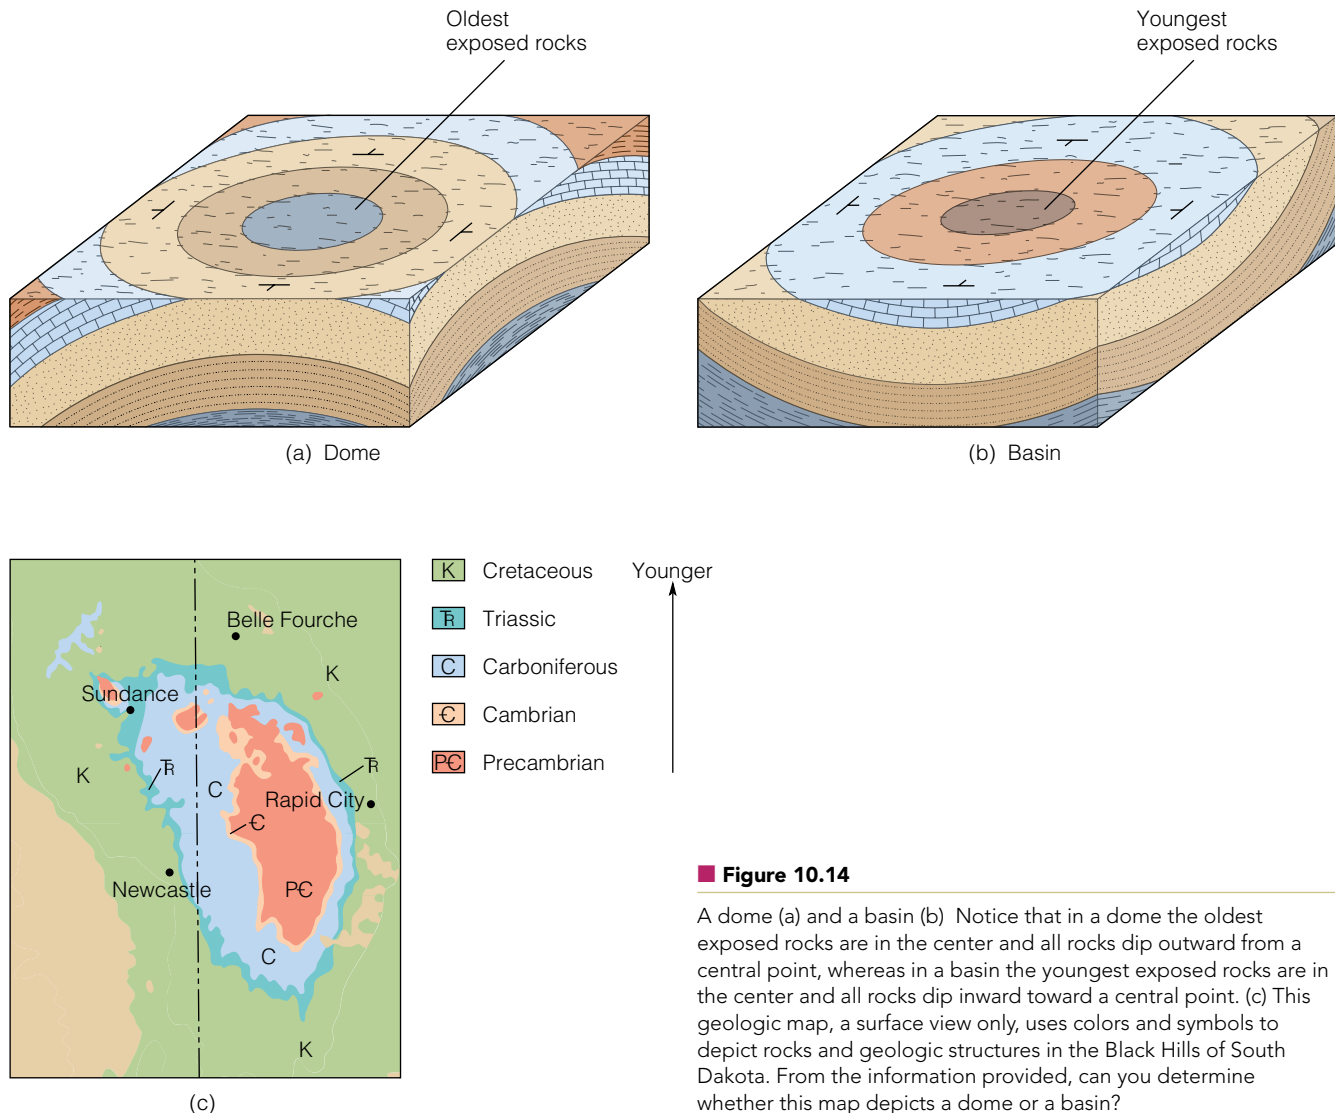 Oldest
exposed rocks
Youngest
exposed rocks
(a) Dome
(b) Basin
K Cretaceous
Younger
TR Triassic
C Carboniferous
Є Cambrian
PЄ Precambrian
Belle Fourche
K
Sundance
K
TR
C
TR
Rapid City
Є
Newcastle
PЄ
C
K
(c)
Figure 10.14
A dome (a) and a basin (b) Notice that in a dome the oldest
exposed rocks are in the center and all rocks dip outward from a
central point, whereas in a basin the youngest exposed rocks are in
the center and all rocks dip inward toward a central point. (c) This
geologic map, a surface view only, uses colors and symbols to
depict rocks and geologic structures in the Black Hills of South
Dakota. From the information provided, can you determine
whether this map depicts a dome or a basin?